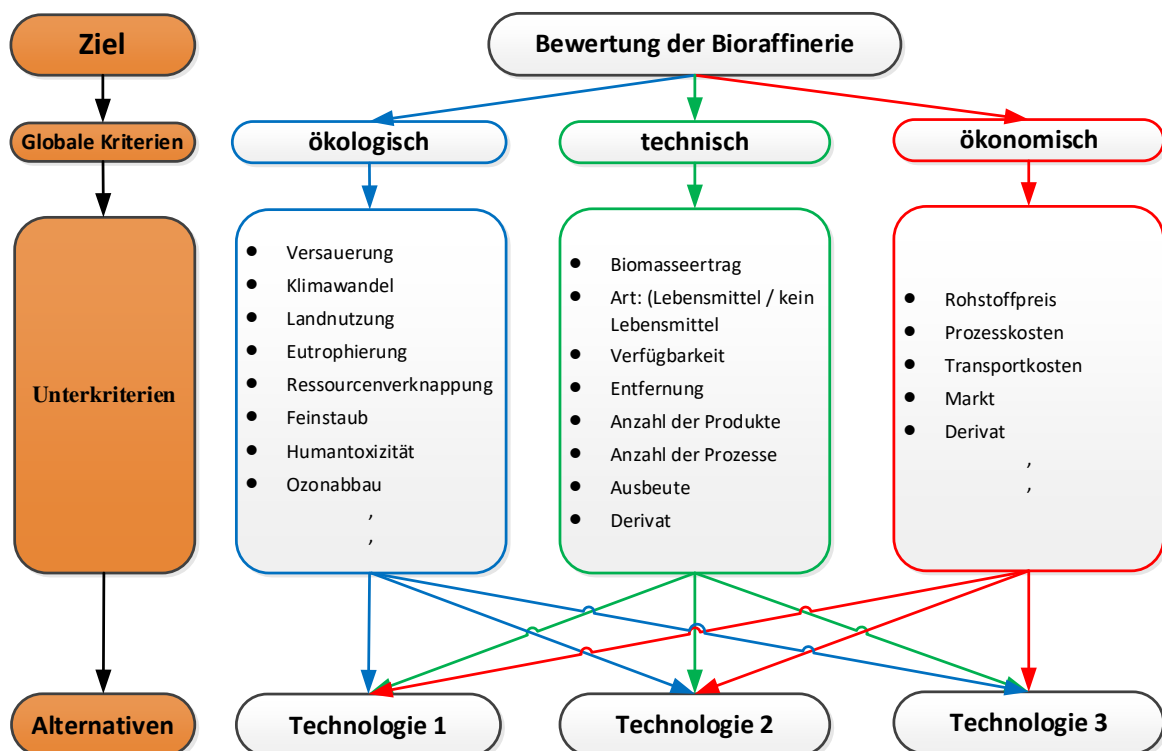 Ziel
Bewertung der Bioraffinerie
Globale Kriterien
ökologisch
technisch
ökonomisch
Unterkriterien
● Versauerung
● Klimawandel
● Landnutzung
● Eutrophierung
● Ressourcenverknappung
● Feinstaub
● Humantoxizität
● Ozonabbau
,
,
● Biomasseertrag
● Art: (Lebensmittel / kein
Lebensmittel
● Verfügbarkeit
● Entfernung
● Anzahl der Produkte
● Anzahl der Prozesse
● Ausbeute
● Derivat
● Rohstoffpreis
● Prozesskosten
● Transportkosten
● Markt
● Derivat
,
,
Alternativen
Technologie 1
Technologie 2
Technologie 3